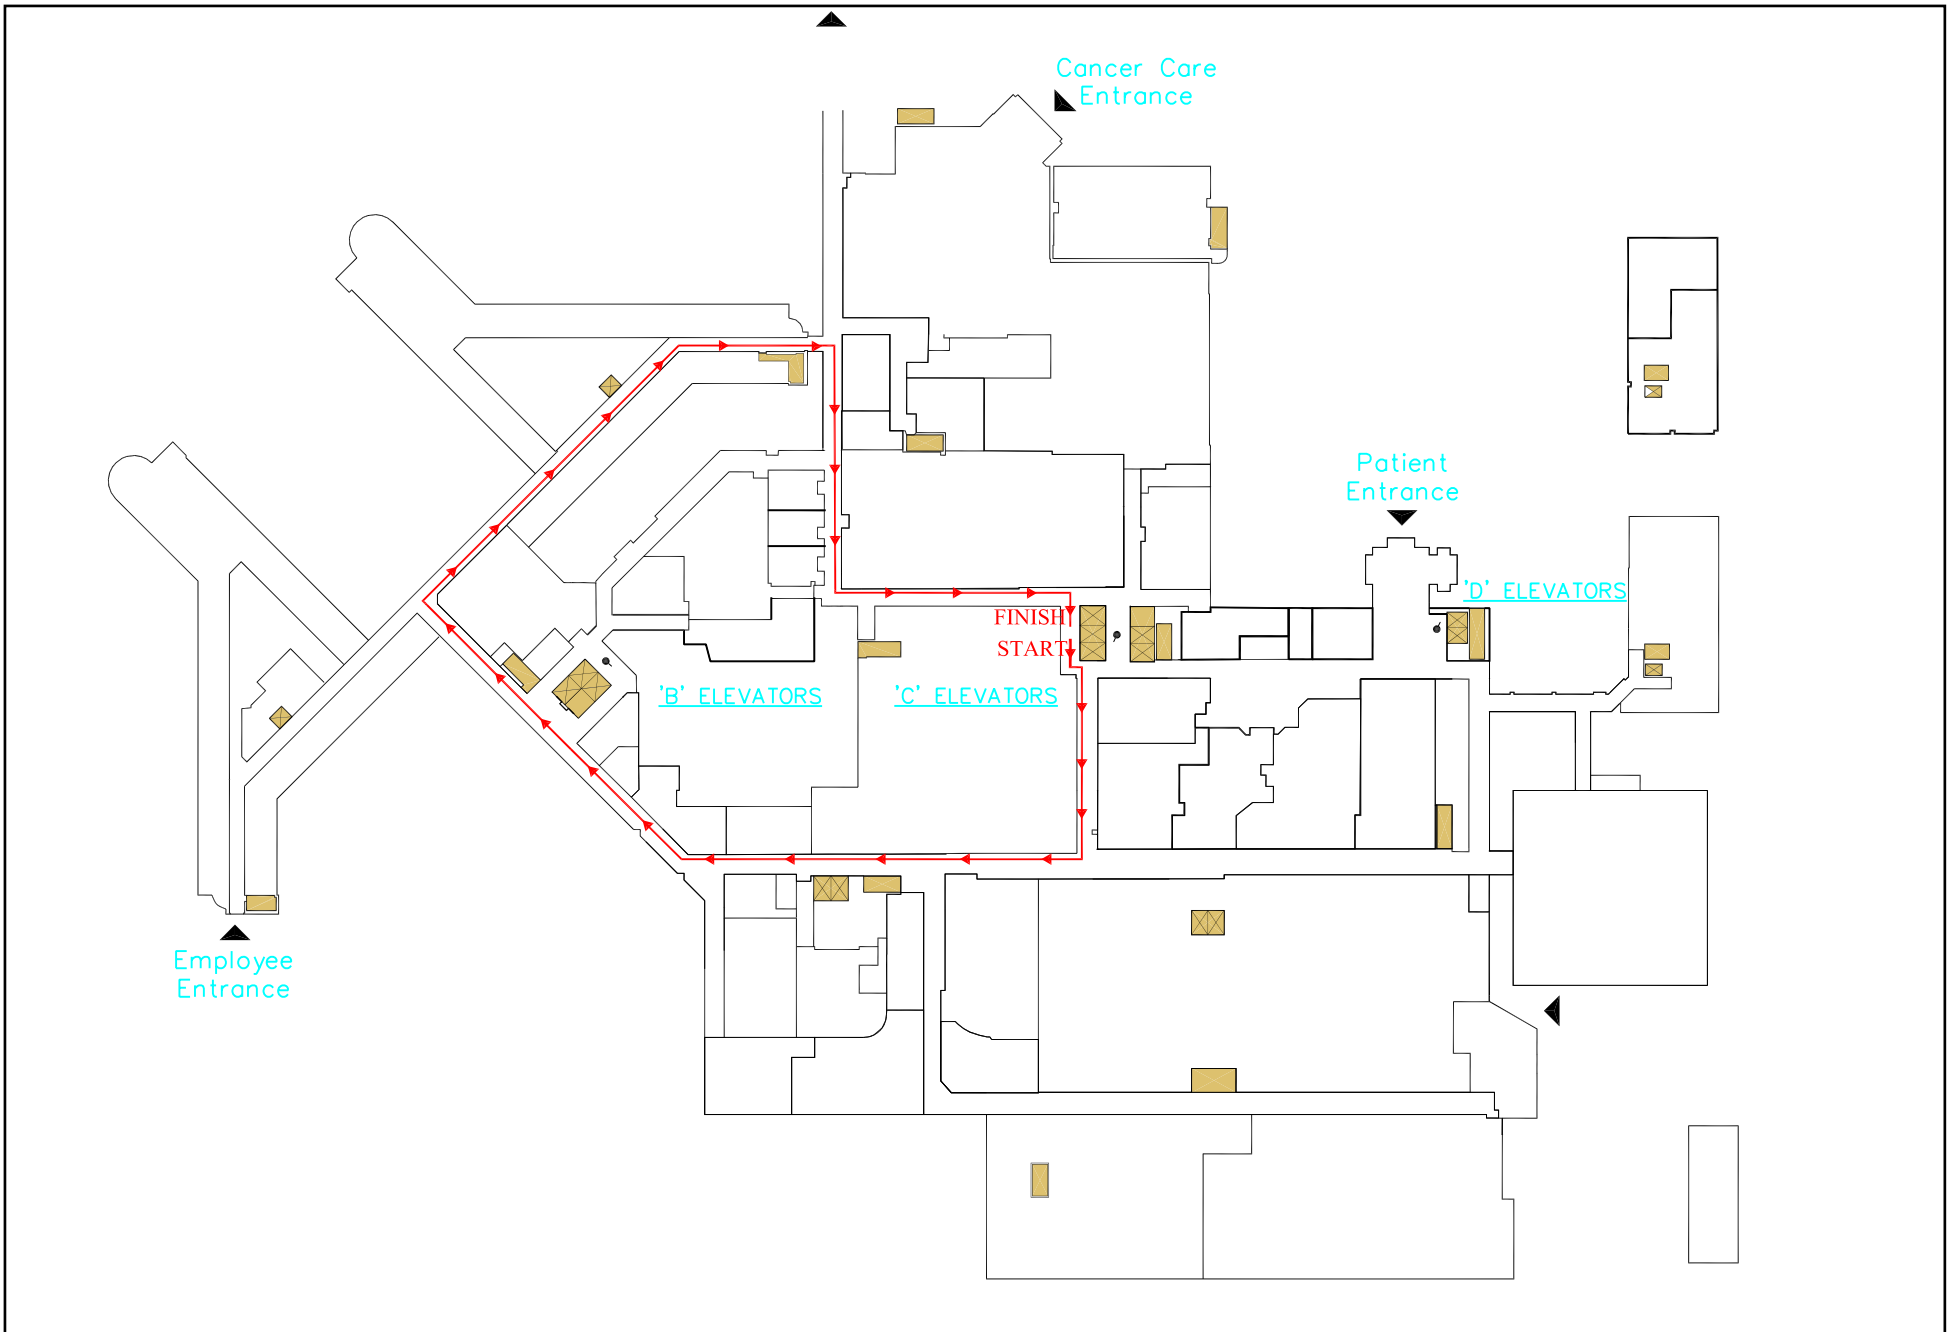 Cancer Care
Entrance
Patient
Entrance
'D' ELEVATORS
FINISH
START
'B' ELEVATORS
'C' ELEVATORS
Employee
Entrance